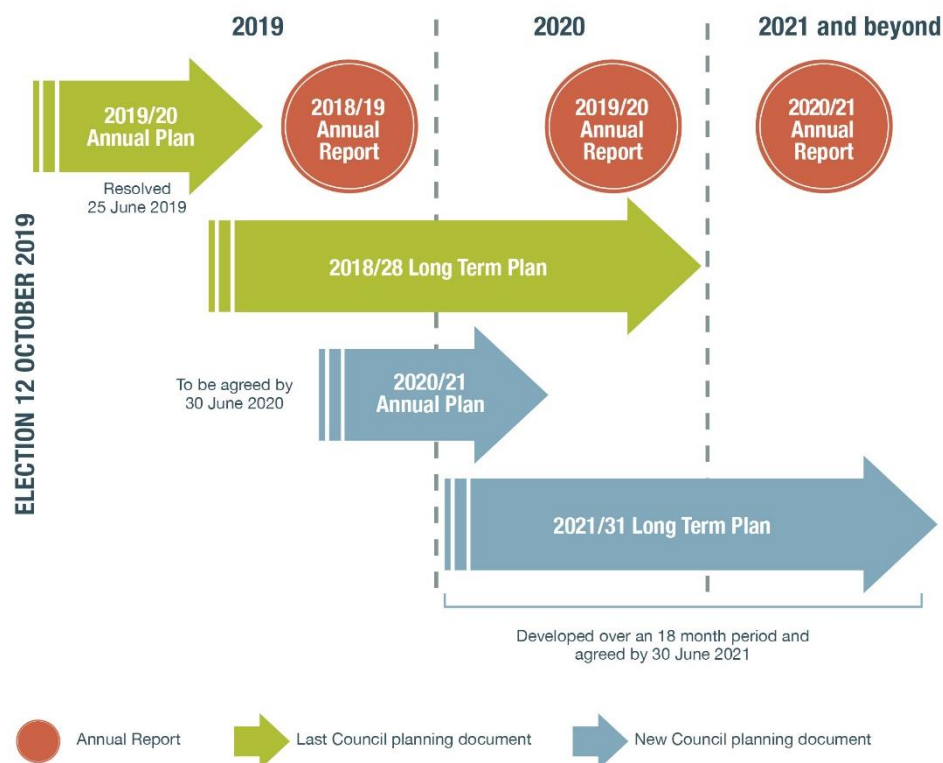 2019
2020
2021 and beyond
2019/20
Annual Plan
2018/19
Annual
Report
2019/20
Annual
Report
2020/21
Annual
Report
Resolved
25 June 2019
ELECTION 12 OCTOBER 2019
2018/28 Long Term Plan
To be agreed by
30 June 2020
2020/21
Annual Plan
2021/31 Long Term Plan
Developed over an 18 month period and
agreed by 30 June 2021
Annual Report
Last Council planning document
New Council planning document